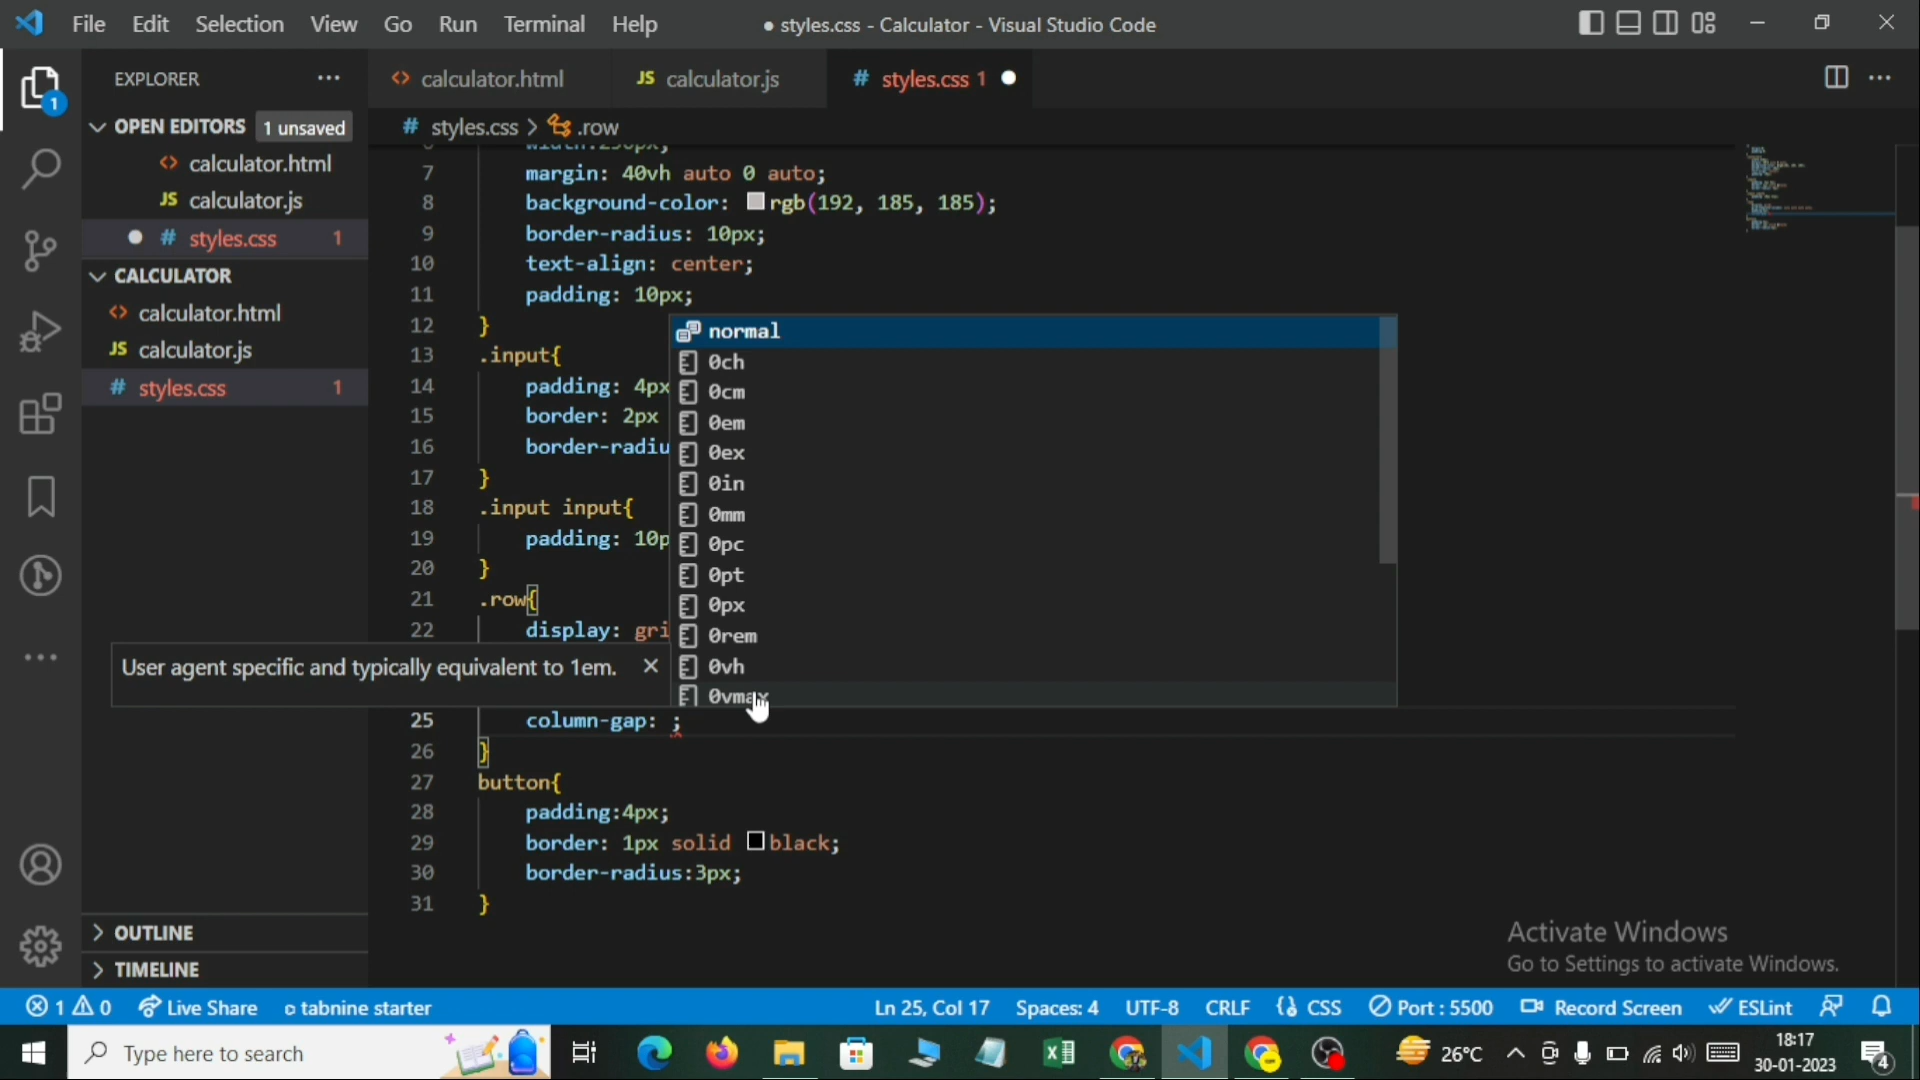 File Edit Selection View Go Run Terminal Help
● styles.css - Calculator - Visual Studio Code
EXPLORER
<> calculator.html
JS calculator.js
# styles.css 1
OPEN EDITORS 1 unsaved
# styles.css > .row
<> calculator.html
JS calculator.js
# styles.css 1
CALCULATOR
<> calculator.html
JS calculator.js
# styles.css 1
7 margin: 40vh auto 0 auto;
8 background-color: rgb(192, 185, 185);
9 border-radius: 10px;
10 text-align: center;
11 padding: 10px;
12 }
13 .input{
14 padding: 4px
15 border: 2px
16 border-radiu
17 }
18 .input input{
19 padding: 10p
20 }
21 .row{
22 display: gri
normal
0ch
0cm
0em
0ex
0in
0mm
0pc
0pt
0px
0rem
0vh
0vmax
User agent specific and typically equivalent to 1em. ×
25 column-gap: ;
26 }
27 button{
28 padding:4px;
29 border: 1px solid black;
30 border-radius:3px;
31 }
OUTLINE
TIMELINE
Activate Windows
Go to Settings to activate Windows.
1 0 Live Share tabnine starter Ln 25, Col 17 Spaces: 4 UTF-8 CRLF {} CSS Port : 5500 Record Screen ESLint
1
Type here to search
26°C
18:17
30-01-2023
4